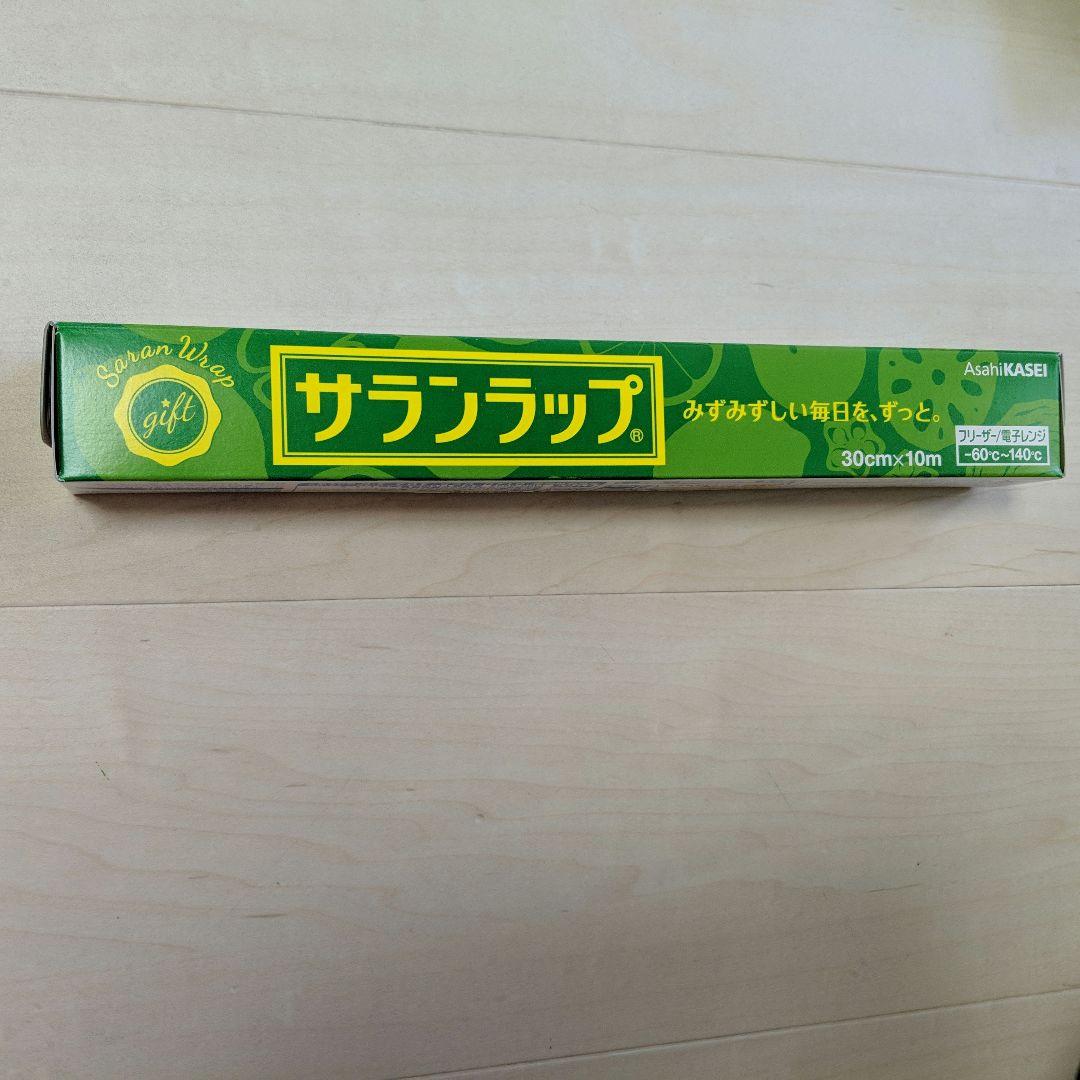 Saran Wrap
gift
サランラップ®
みずみずしい毎日を、ずっと。
30cm×10m
AsahiKASEI
フリーザー/電子レンジ
-60℃~140℃